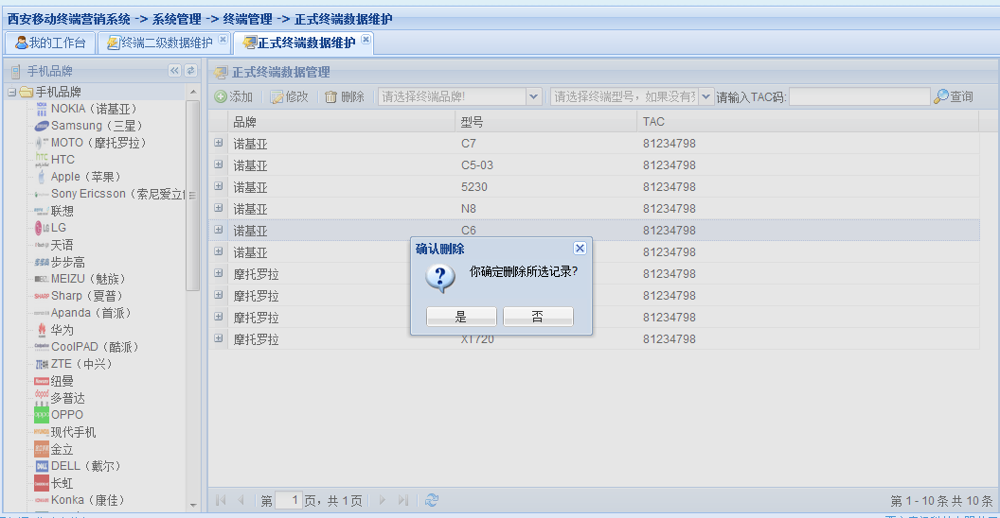 西安移动终端营销系统 -> 系统管理 -> 终端管理 -> 正式终端数据维护
我的工作台 终端二级数据维护 正式终端数据维护
手机品牌
正式终端数据管理
添加 修改 删除 请选择终端品牌! 请选择终端型号，如果没有 请输入TAC码: 查询
手机品牌
NOKIA（诺基亚）
Samsung（三星）
MOTO（摩托罗拉）
HTC
Apple（苹果）
Sony Ericsson（索尼爱立
联想
LG
天语
步步高
MEIZU（魅族）
Sharp（夏普）
Apanda（首派）
华为
CoolPAD（酷派）
ZTE（中兴）
纽曼
多普达
OPPO
现代手机
金立
DELL（戴尔）
长虹
Konka（康佳）
品牌 型号 TAC
诺基亚 C7 81234798
诺基亚 C5-03 81234798
诺基亚 5230 81234798
诺基亚 N8 81234798
诺基亚 C6 81234798
诺基亚 81234798
摩托罗拉 81234798
摩托罗拉 81234798
摩托罗拉 81234798
摩托罗拉 XT720 81234798
确认删除
你确定删除所选记录?
是 否
第 1 页，共 1 页
第 1 - 10 条 共 10 条